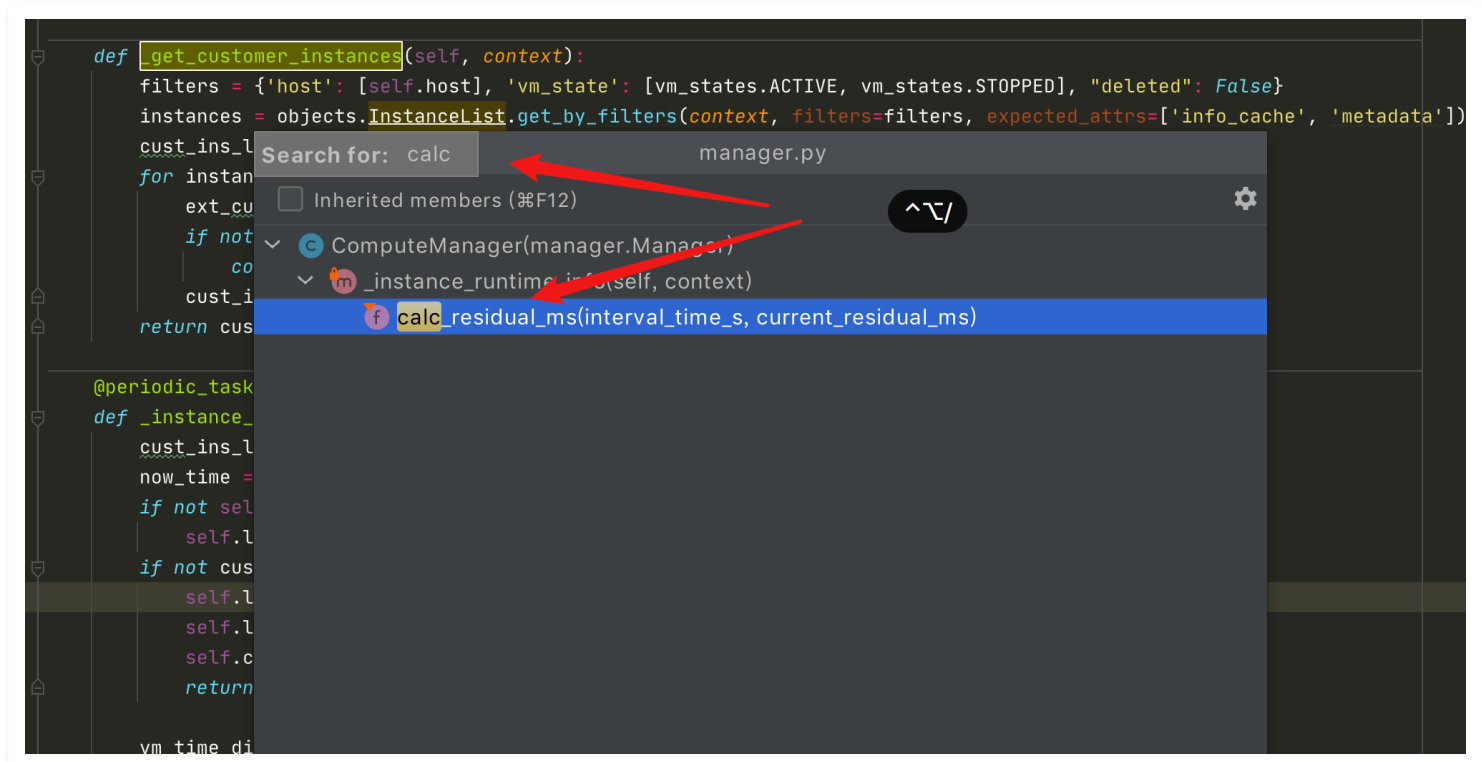 def _get_customer_instances(self, context):
filters = {'host': [self.host], 'vm_state': [vm_states.ACTIVE, vm_states.STOPPED], "deleted": False}
instances = objects.InstanceList.get_by_filters(context, filters=filters, expected_attrs=['info_cache', 'metadata'])
cust_ins_l
Search for: calc
manager.py
for instan
Inherited members (⌘F12)
^⌥/
ext_cu
if not
ComputeManager(manager.Manager)
co
_instance_runtime_info(self, context)
cust_i
calc_residual_ms(interval_time_s, current_residual_ms)
return cus
@periodic_task
def _instance_
cust_ins_l
now_time =
if not sel
self.l
if not cus
self.l
self.l
self.c
return
vm_time_di